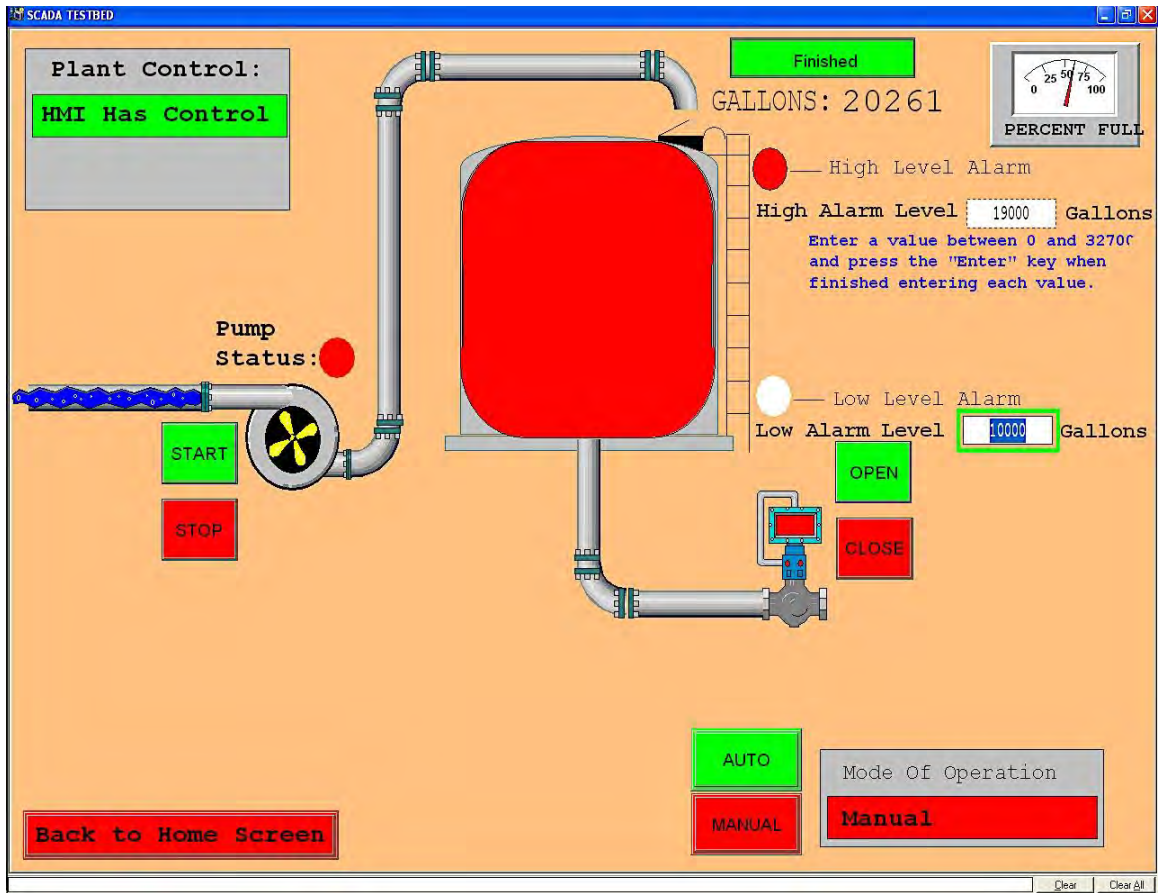 SCADA TESTBED
Plant Control:
HMI Has Control
Finished
GALLONS: 20261
0 25 50 75 100
PERCENT FULL
High Level Alarm
High Alarm Level 19000 Gallons
Enter a value between 0 and 32700
and press the "Enter" key when
finished entering each value.
Pump
Status:
Low Level Alarm
Low Alarm Level 10000 Gallons
START
OPEN
STOP
CLOSE
AUTO
Mode Of Operation
MANUAL
Manual
Back to Home Screen
Clear
Clear All